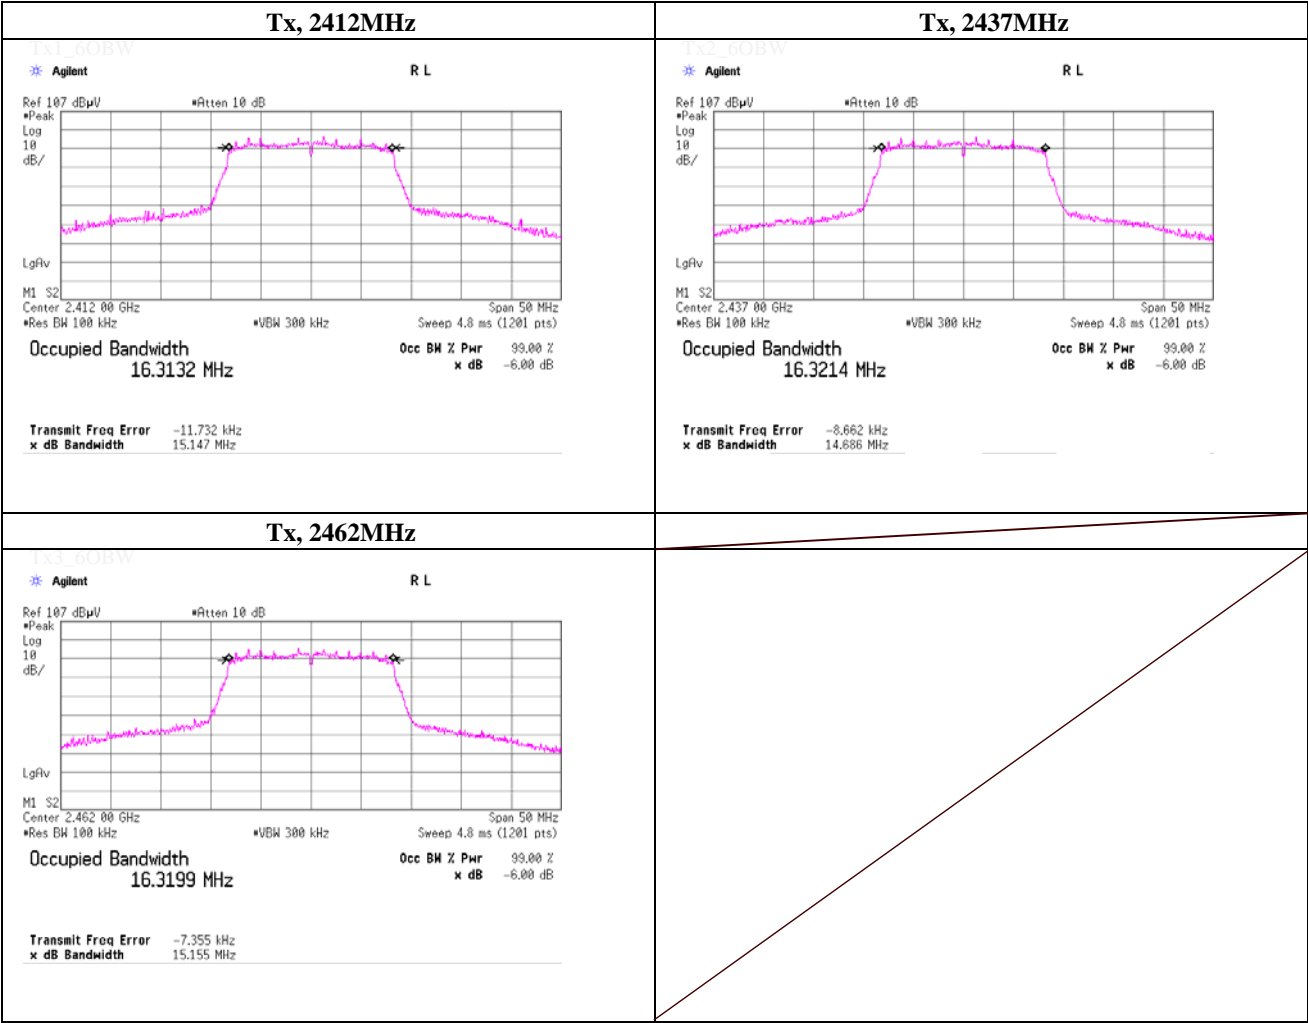 Tx, 2412MHz
Tx, 2437MHz
Tx1_6OBW
Agilent
R L
Ref 107 dBµV
#Atten 10 dB
#Peak
Log
10
dB/
LgAv
M1 S2
Center 2.412 00 GHz
Span 50 MHz
#Res BW 100 kHz
#VBW 300 kHz
Sweep 4.8 ms (1201 pts)
Occupied Bandwidth
16.3132 MHz
Occ BW % Pwr 99.00 %
x dB -6.00 dB
Transmit Freq Error -11.732 kHz
x dB Bandwidth 15.147 MHz
Tx2_6OBW
Agilent
R L
Ref 107 dBµV
#Atten 10 dB
#Peak
Log
10
dB/
LgAv
M1 S2
Center 2.437 00 GHz
Span 50 MHz
#Res BW 100 kHz
#VBW 300 kHz
Sweep 4.8 ms (1201 pts)
Occupied Bandwidth
16.3214 MHz
Occ BW % Pwr 99.00 %
x dB -6.00 dB
Transmit Freq Error -8.662 kHz
x dB Bandwidth 14.686 MHz
Tx, 2462MHz
Tx3_6OBW
Agilent
R L
Ref 107 dBµV
#Atten 10 dB
#Peak
Log
10
dB/
LgAv
M1 S2
Center 2.462 00 GHz
Span 50 MHz
#Res BW 100 kHz
#VBW 300 kHz
Sweep 4.8 ms (1201 pts)
Occupied Bandwidth
16.3199 MHz
Occ BW % Pwr 99.00 %
x dB -6.00 dB
Transmit Freq Error -7.355 kHz
x dB Bandwidth 15.155 MHz